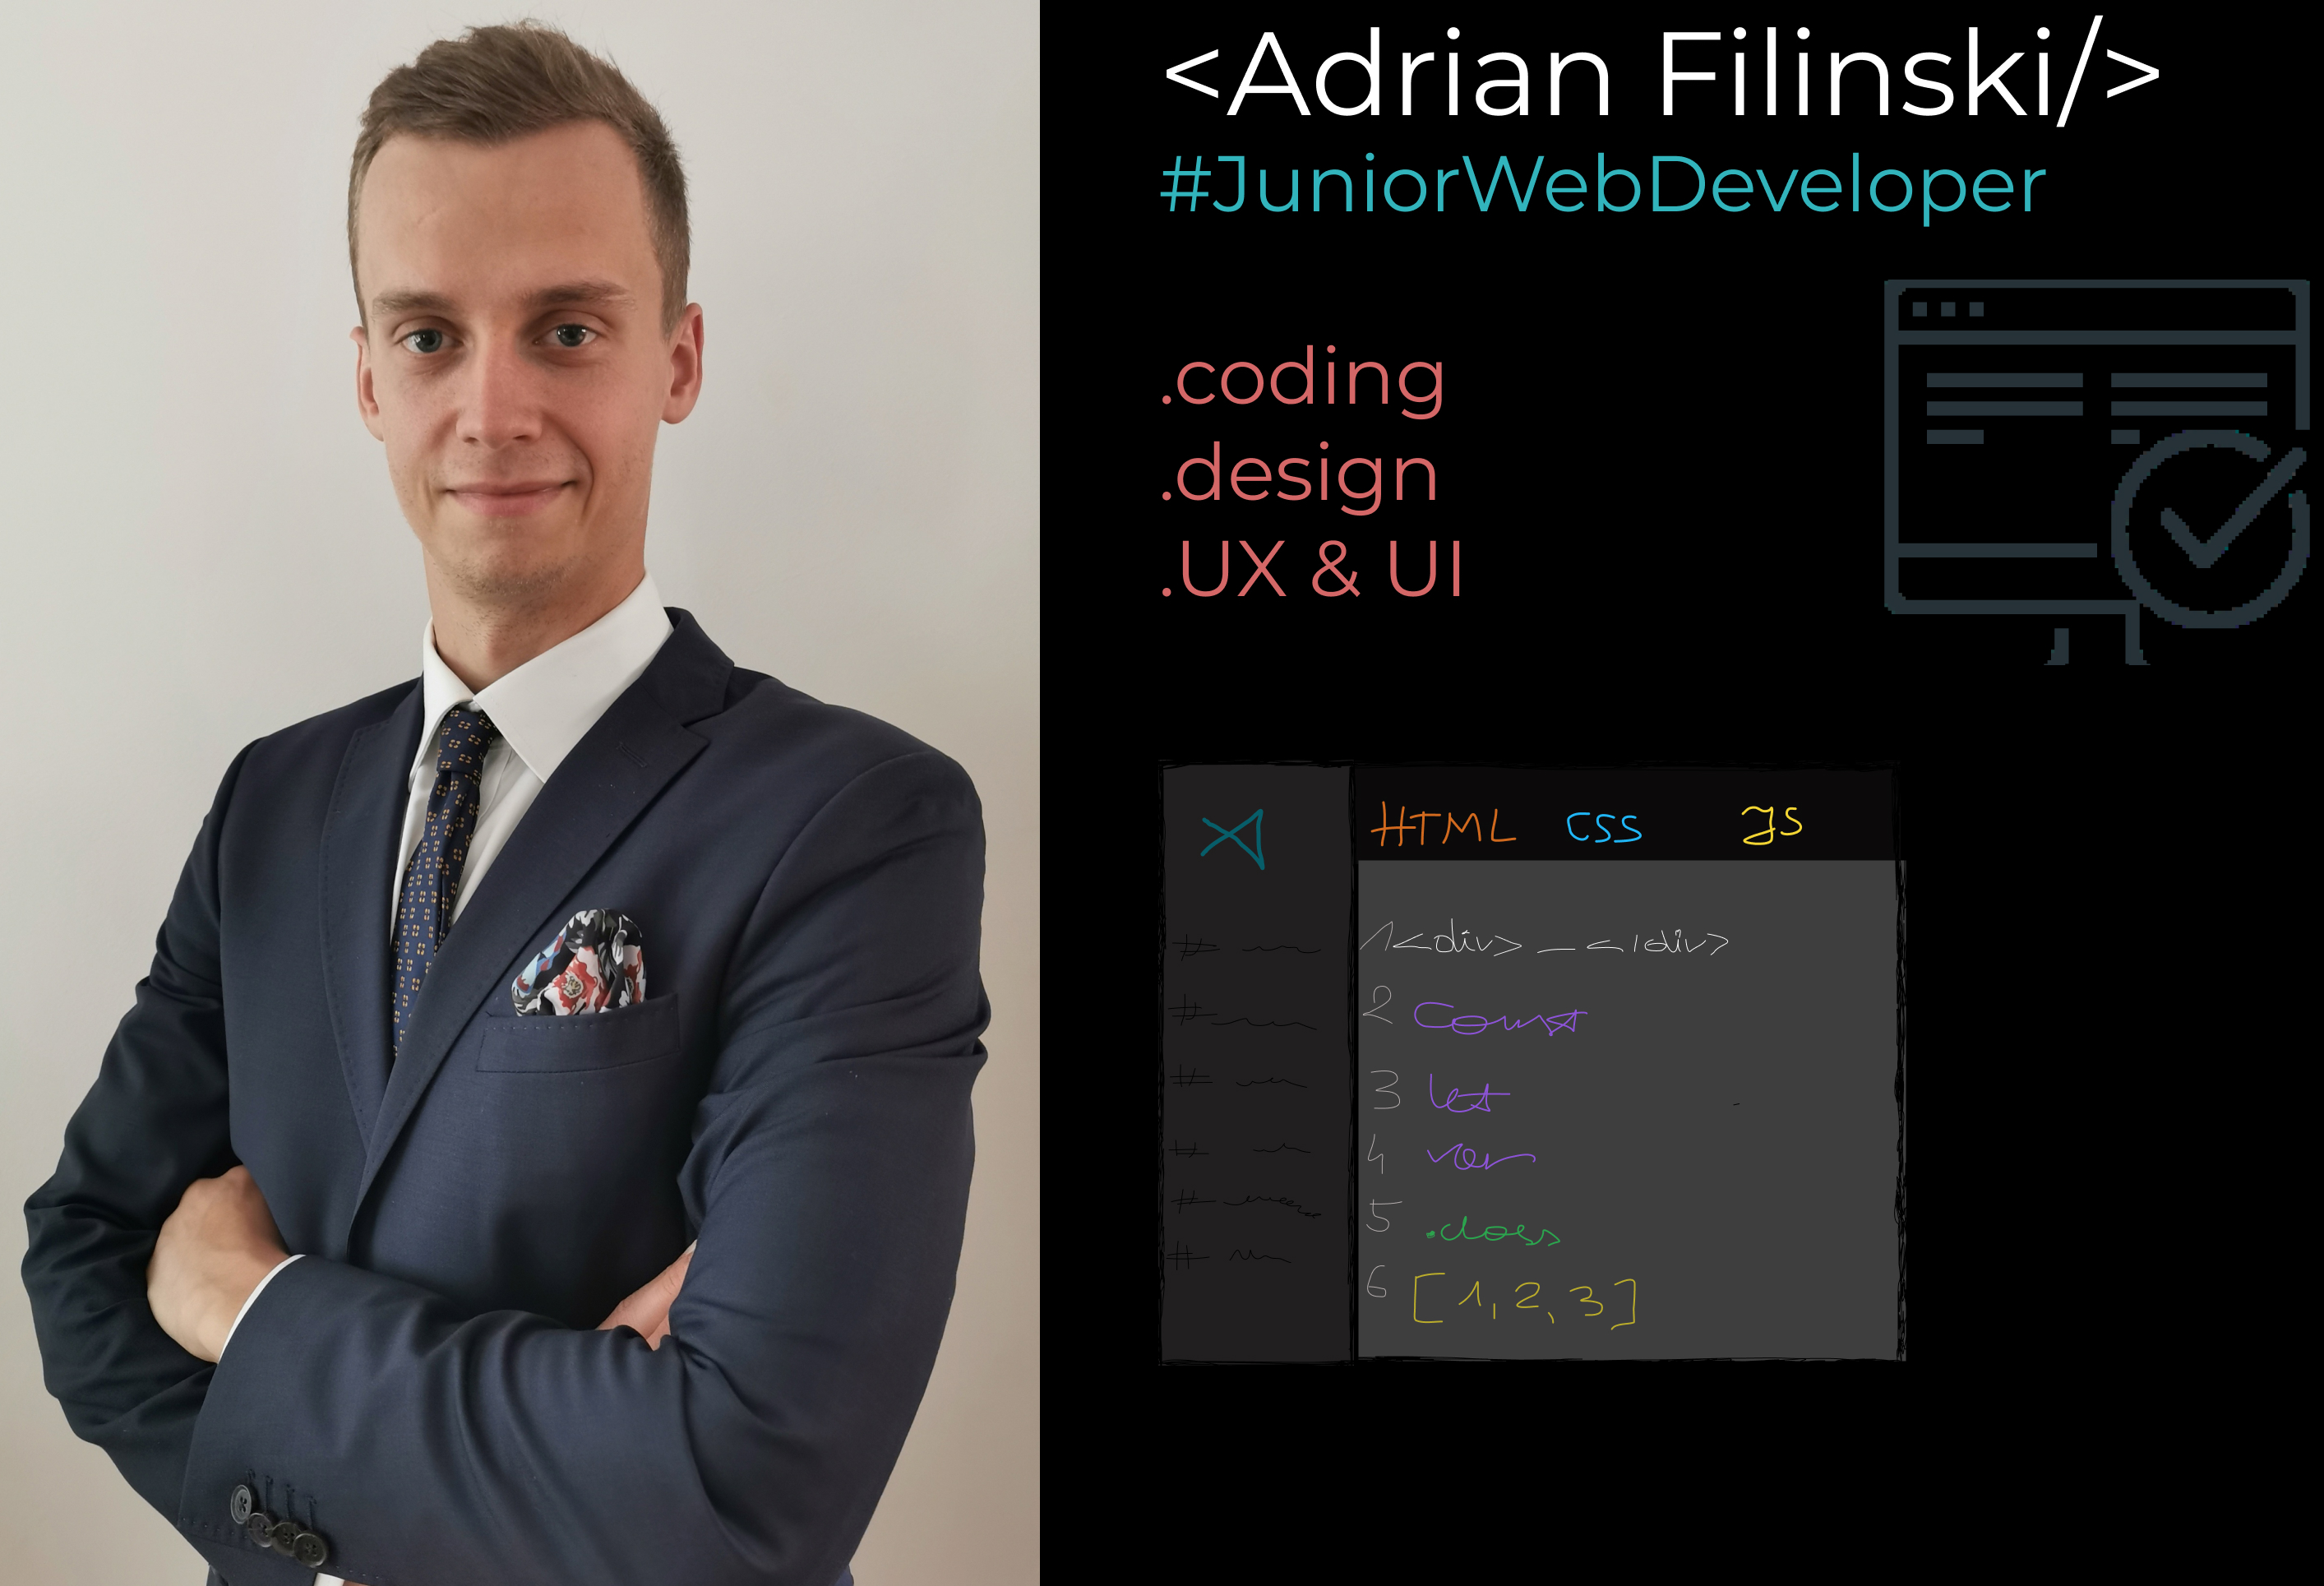 <Adrian Filinski/>
#JuniorWebDeveloper
.coding
.design
.UX & UI
HTML CSS JS
1 <div> _ </div>
2 const
3 let
4 var
5 .class
6 [1,2,3]
#
#
#
#
#
#